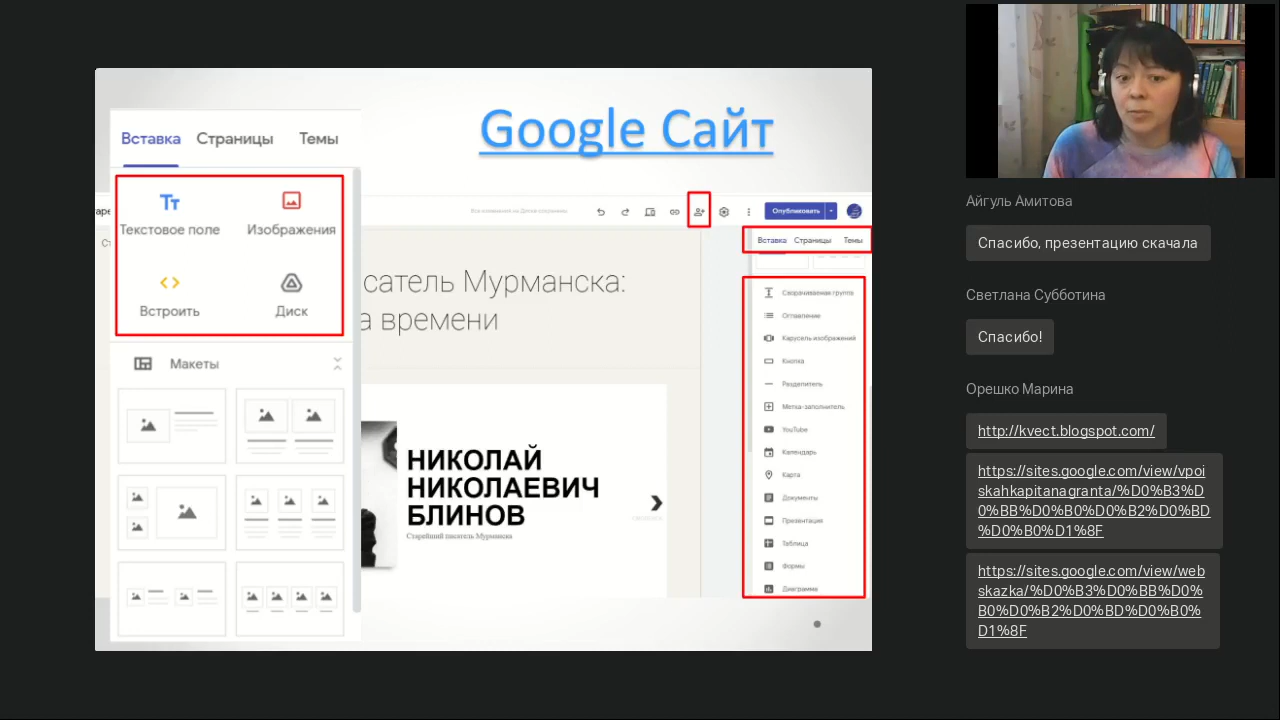 Google Сайт
Вставка Страницы Темы
Текстовое поле Изображения
Встроить Диск
Макеты
Все изменения на Диске сохранены
Опубликовать
Вставка Страницы Темы
сатель Мурманска:
а времени
НИКОЛАЙ
НИКОЛАЕВИЧ
БЛИНОВ
Старейший писатель Мурманска
Сворачиваемая группа
Оглавление
Карусель изображений
Кнопка
Разделитель
Метка-заполнитель
YouTube
Календарь
Карта
Документы
Презентация
Таблица
Формы
Диаграмма
Айгуль Амитова
Спасибо, презентацию скачала
Светлана Субботина
Спасибо!
Орешко Марина
http://kvect.blogspot.com/
https://sites.google.com/view/vpoi
skahkapitanagranta/%D0%B3%D
0%BB%D0%B0%D0%B2%D0%BD
%D0%B0%D1%8F
https://sites.google.com/view/web
skazka/%D0%B3%D0%BB%D0%
B0%D0%B2%D0%BD%D0%B0%
D1%8F